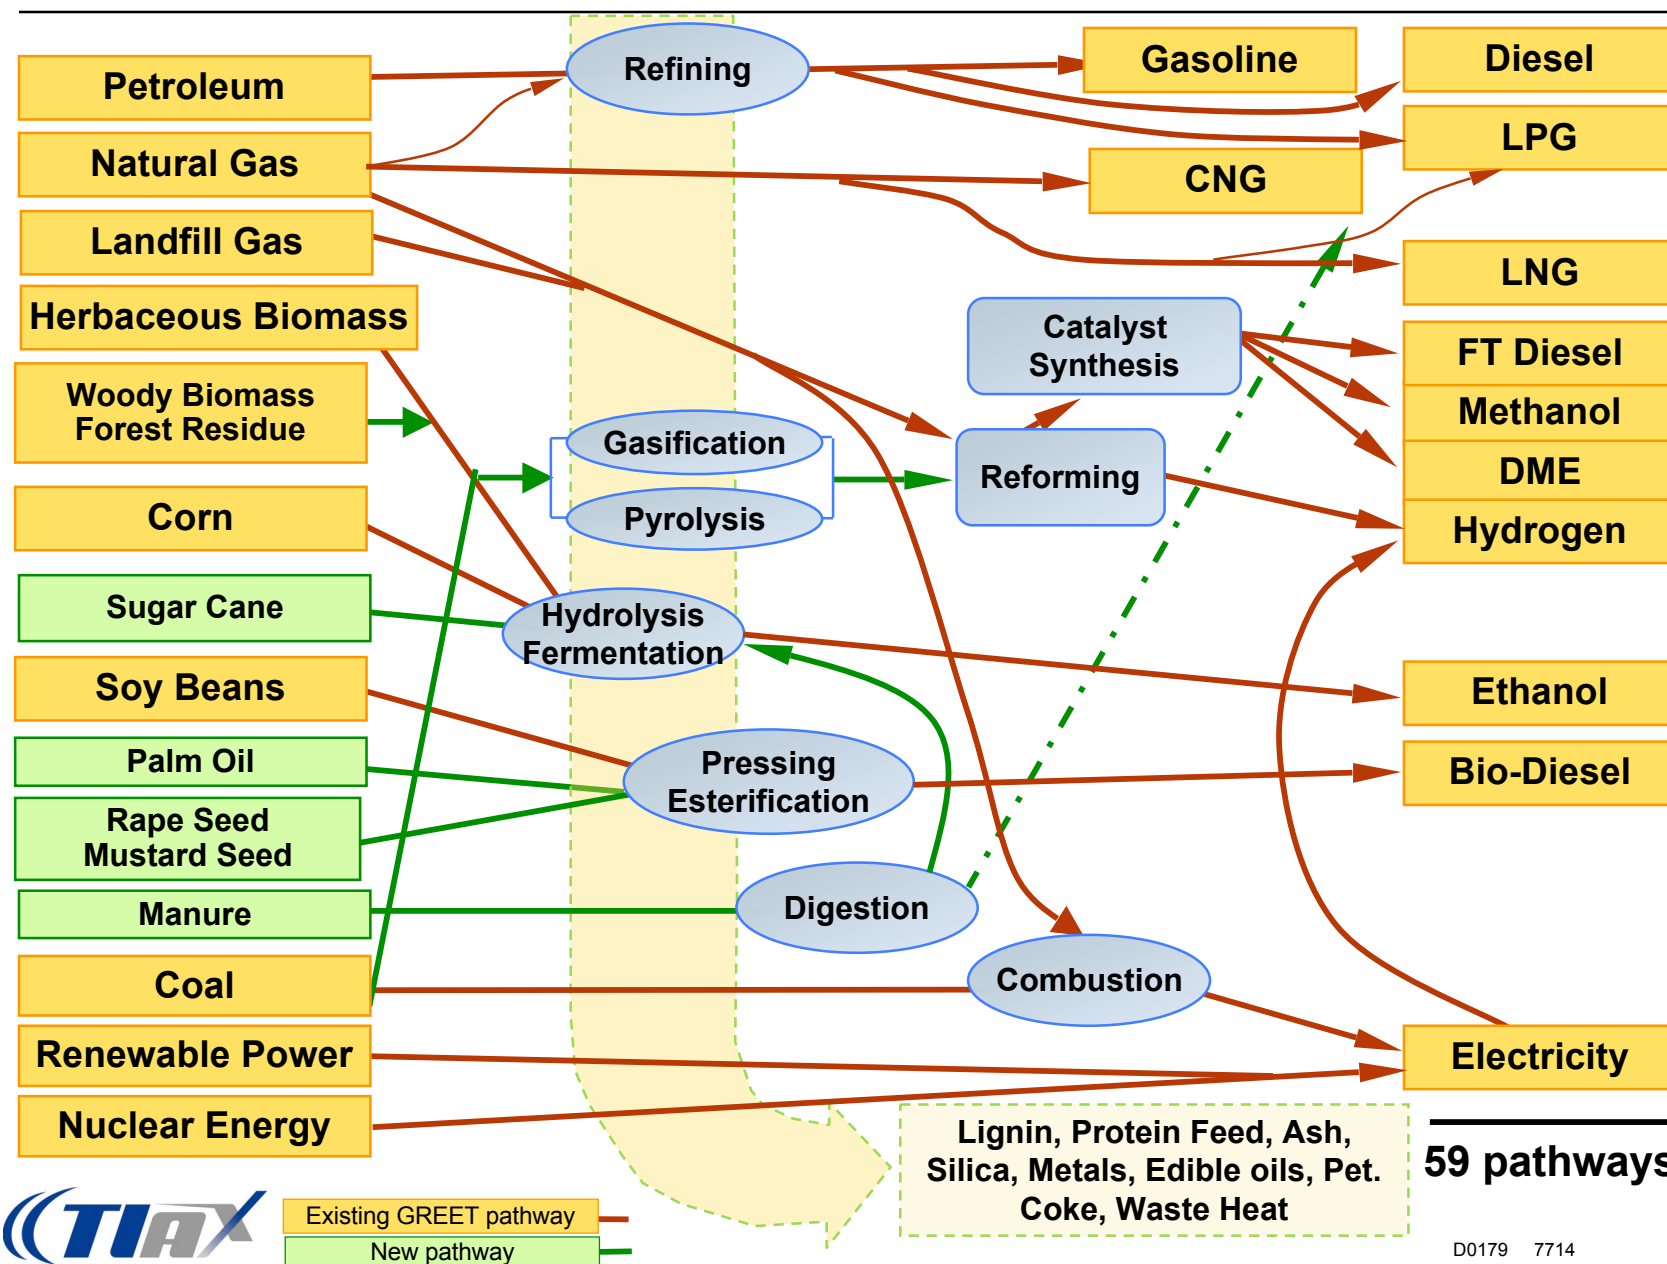 Petroleum
Natural Gas
Landfill Gas
Herbaceous Biomass
Woody Biomass
Forest Residue
Corn
Sugar Cane
Soy Beans
Palm Oil
Rape Seed
Mustard Seed
Manure
Coal
Renewable Power
Nuclear Energy
Refining
Gasification
Pyrolysis
Hydrolysis
Fermentation
Pressing
Esterification
Digestion
Catalyst
Synthesis
Reforming
Combustion
Gasoline
CNG
Diesel
LPG
LNG
FT Diesel
Methanol
DME
Hydrogen
Ethanol
Bio-Diesel
Electricity
Lignin, Protein Feed, Ash,
Silica, Metals, Edible oils, Pet.
Coke, Waste Heat
59 pathways
TIAX
Existing GREET pathway
New pathway
D0179 7714